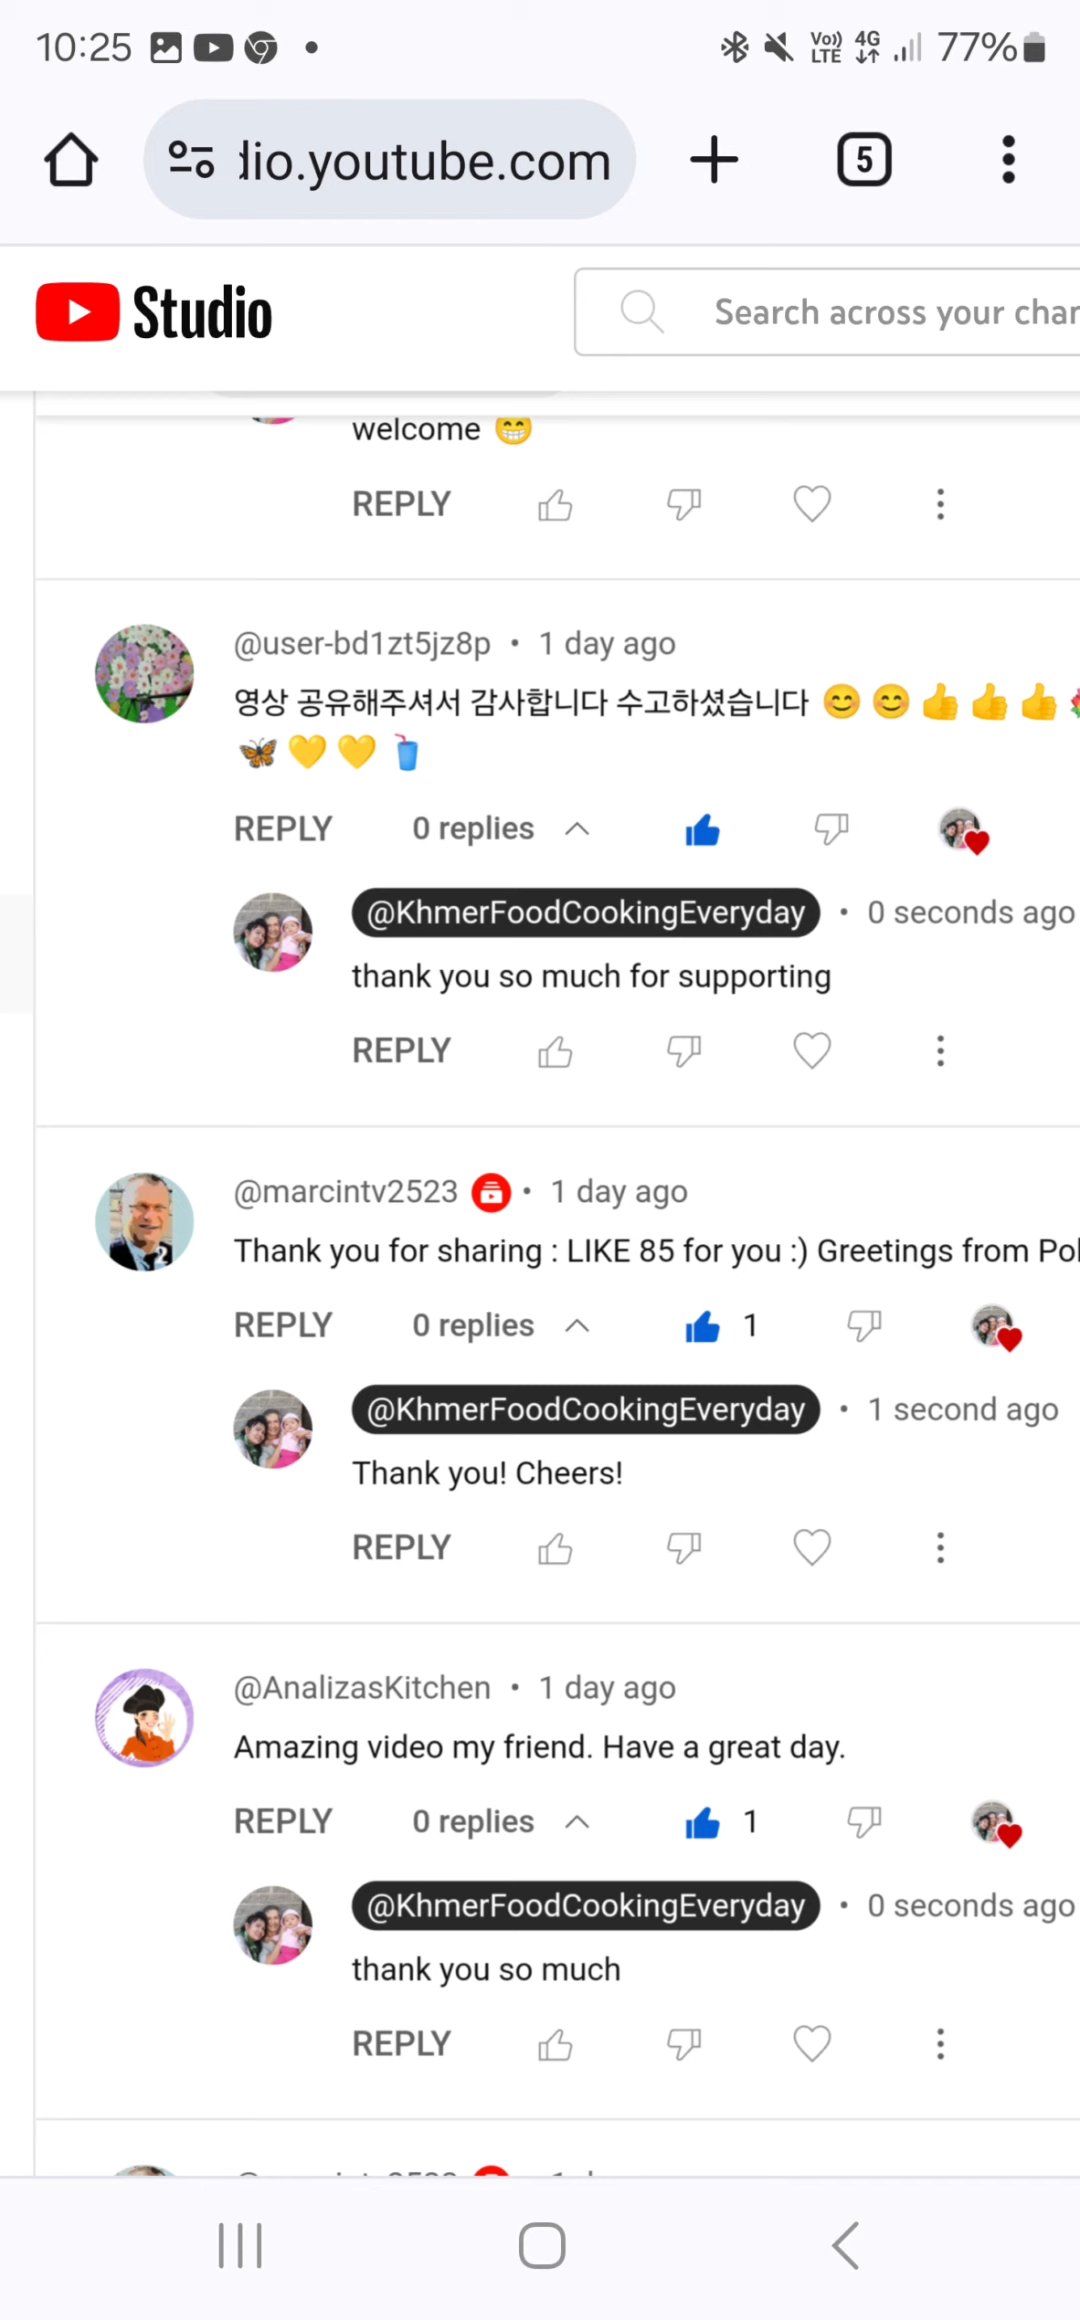 10:25 Vo)) LTE 4G 77%
dio.youtube.com 5
Studio Search across your
welcome 😁
REPLY
@user-bd1zt5jz8p • 1 day ago
영상 공유해주셔서 감사합니다 수고하셨습니다 😊 😊 👍 👍 👍
🦋 💛 💛 🥤
REPLY 0 replies
@KhmerFoodCookingEveryday • 0 seconds ago
thank you so much for supporting
REPLY
@marcintv2523 • 1 day ago
Thank you for sharing : LIKE 85 for you :) Greetings from
REPLY 0 replies 1
@KhmerFoodCookingEveryday • 1 second ago
Thank you! Cheers!
REPLY
@AnalizasKitchen • 1 day ago
Amazing video my friend. Have a great day.
REPLY 0 replies 1
@KhmerFoodCookingEveryday • 0 seconds ago
thank you so much
REPLY